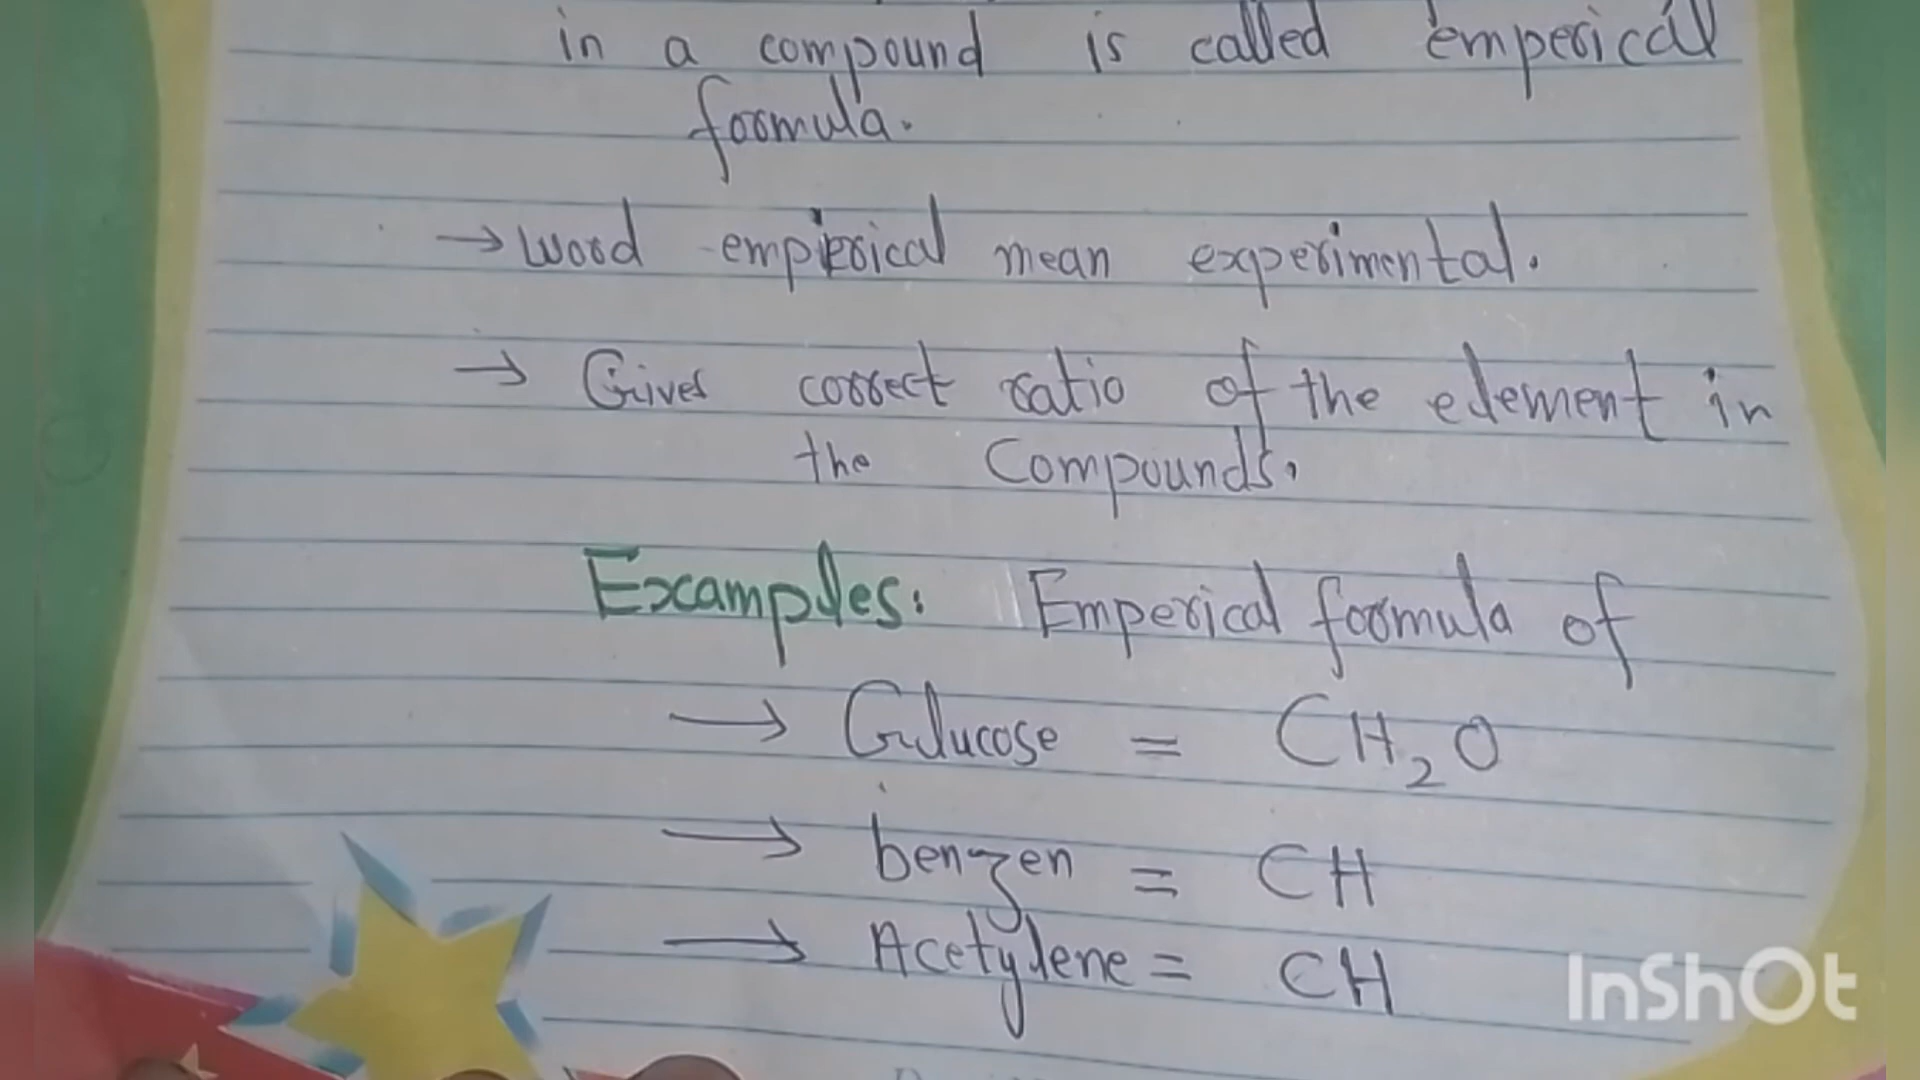 in a compound is called emperical
formula.
→ Word empirical mean experimental.
→ Gives correct ratio of the element in
the Compounds.
Examples: Emperical formula of
→ Glucose = CH₂O
→ benzen = CH
→ Acetylene = CH
InShOt